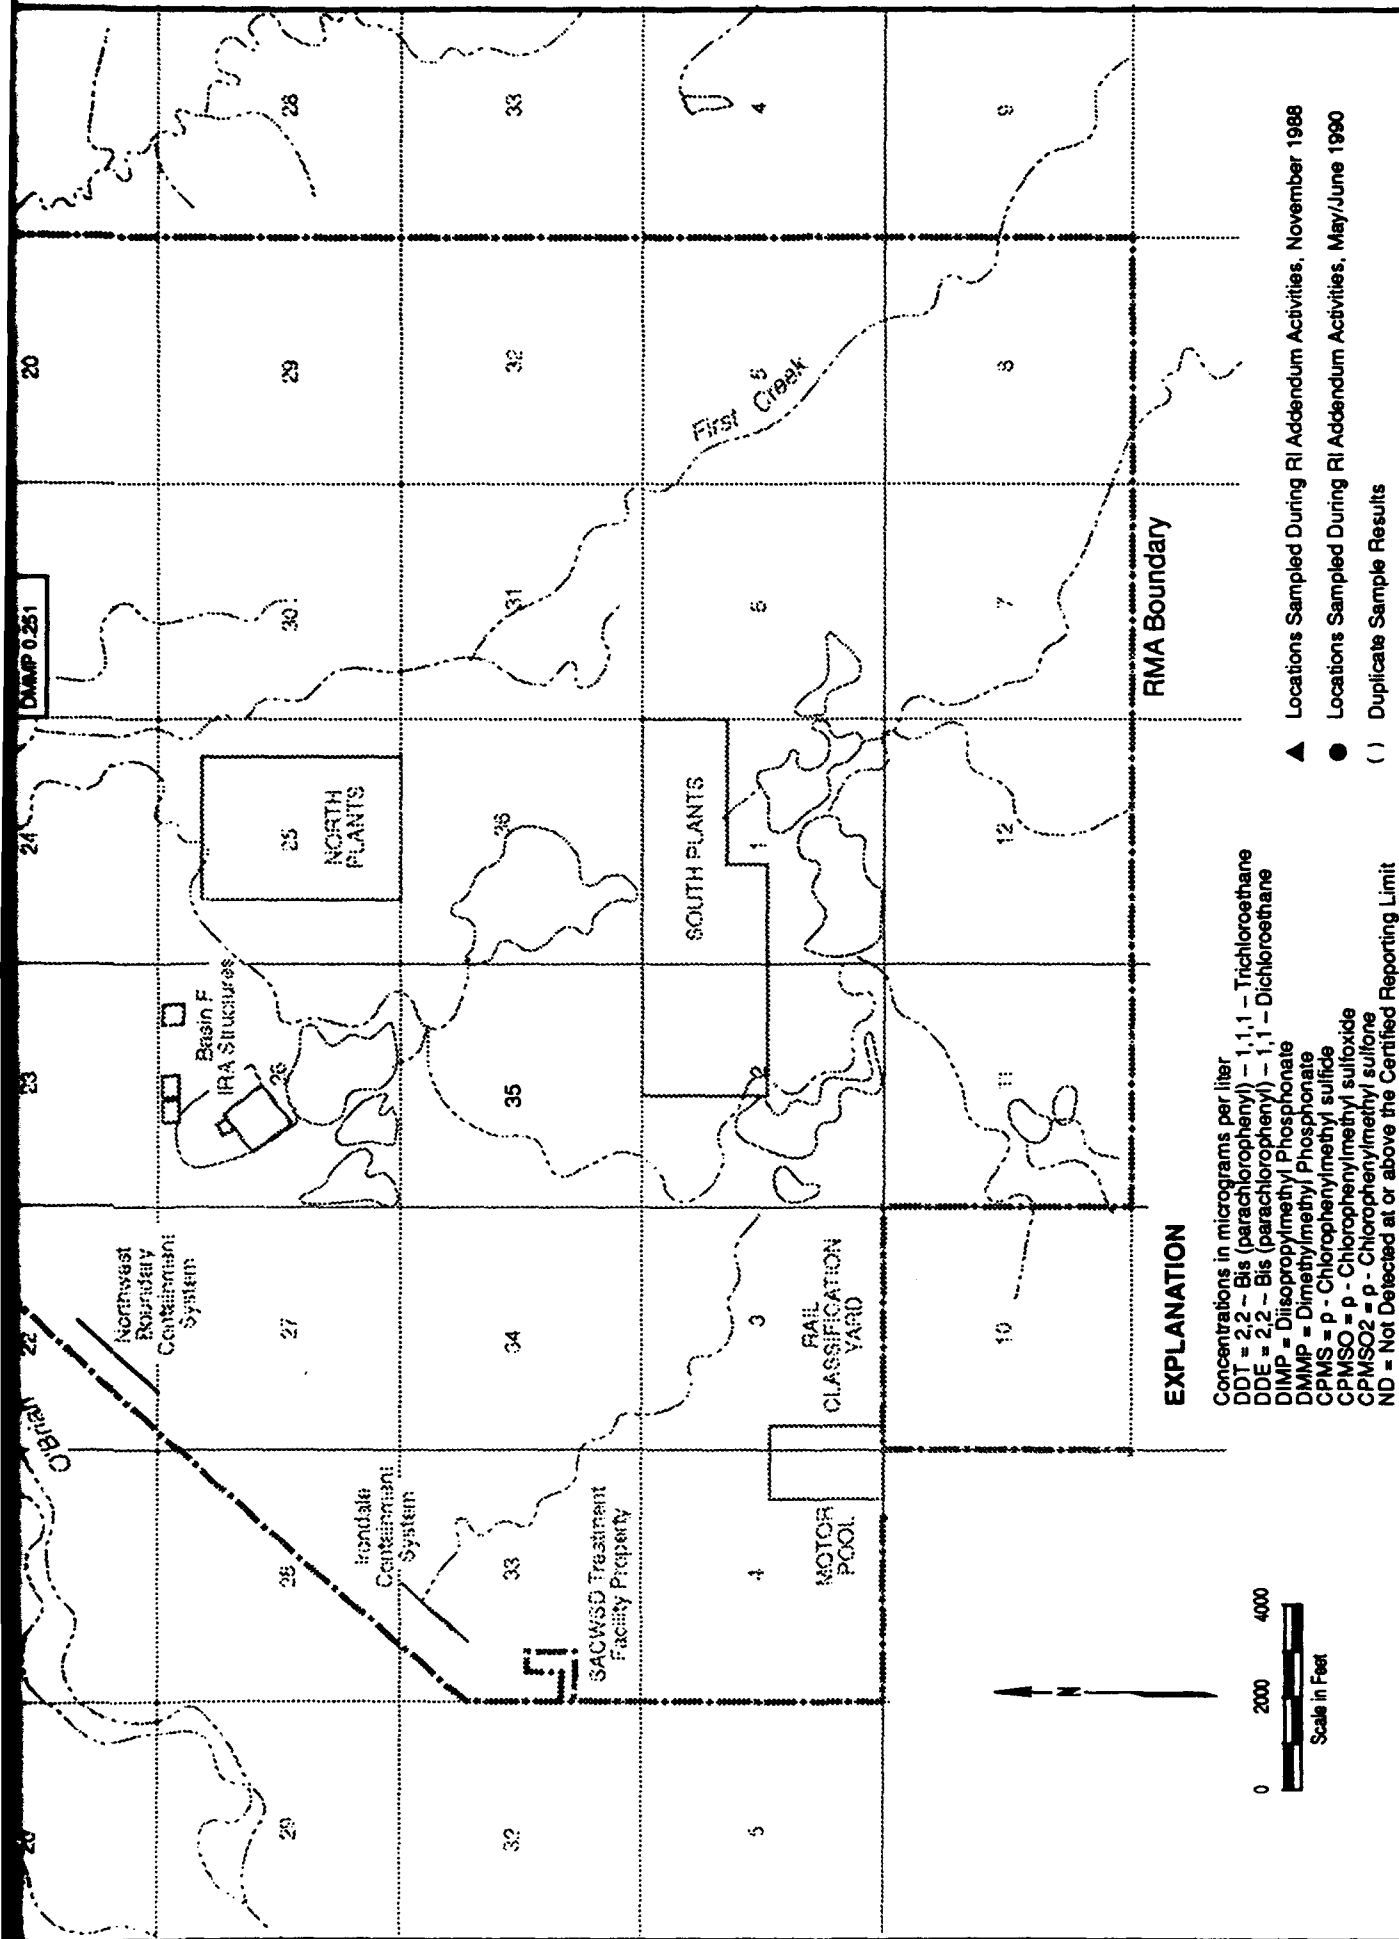 20
DMMP 0.251
24
23
22
O'Brian
28
29
30
25
NORTH
PLANTS
Basin F
IRA Structures
26
Northwest
Boundary
Containment
System
27
28
29
33
32
31
36
35
34
Irondale
Containment
System
33
SACWSD Treatment
Facility Property
32
First Creek
4
5
6
SOUTH PLANTS
1
2
3
RAIL
CLASSIFICATION
YARD
4
MOTOR
POOL
5
9
8
7
12
11
10
RMA Boundary
EXPLANATION
Concentrations in micrograms per liter
DDT = 2,2 – Bis (parachlorophenyl) – 1,1,1 – Trichloroethane
DDE = 2,2 – Bis (parachlorophenyl) – 1,1 – Dichloroethane
DIMP = Diisopropylmethyl Phosphonate
DMMP = Dimethylmethyl Phosphonate
CPMS = p - Chlorophenylmethyl sulfide
CPMSO = p - Chlorophenylmethyl sulfoxide
CPMSO2 = p - Chlorophenylmethyl sulfone
ND = Not Detected at or above the Certified Reporting Limit
▲ Locations Sampled During RI Addendum Activities, November 1988
● Locations Sampled During RI Addendum Activities, May/June 1990
( ) Duplicate Sample Results
N
0 2000 4000
Scale in Feet